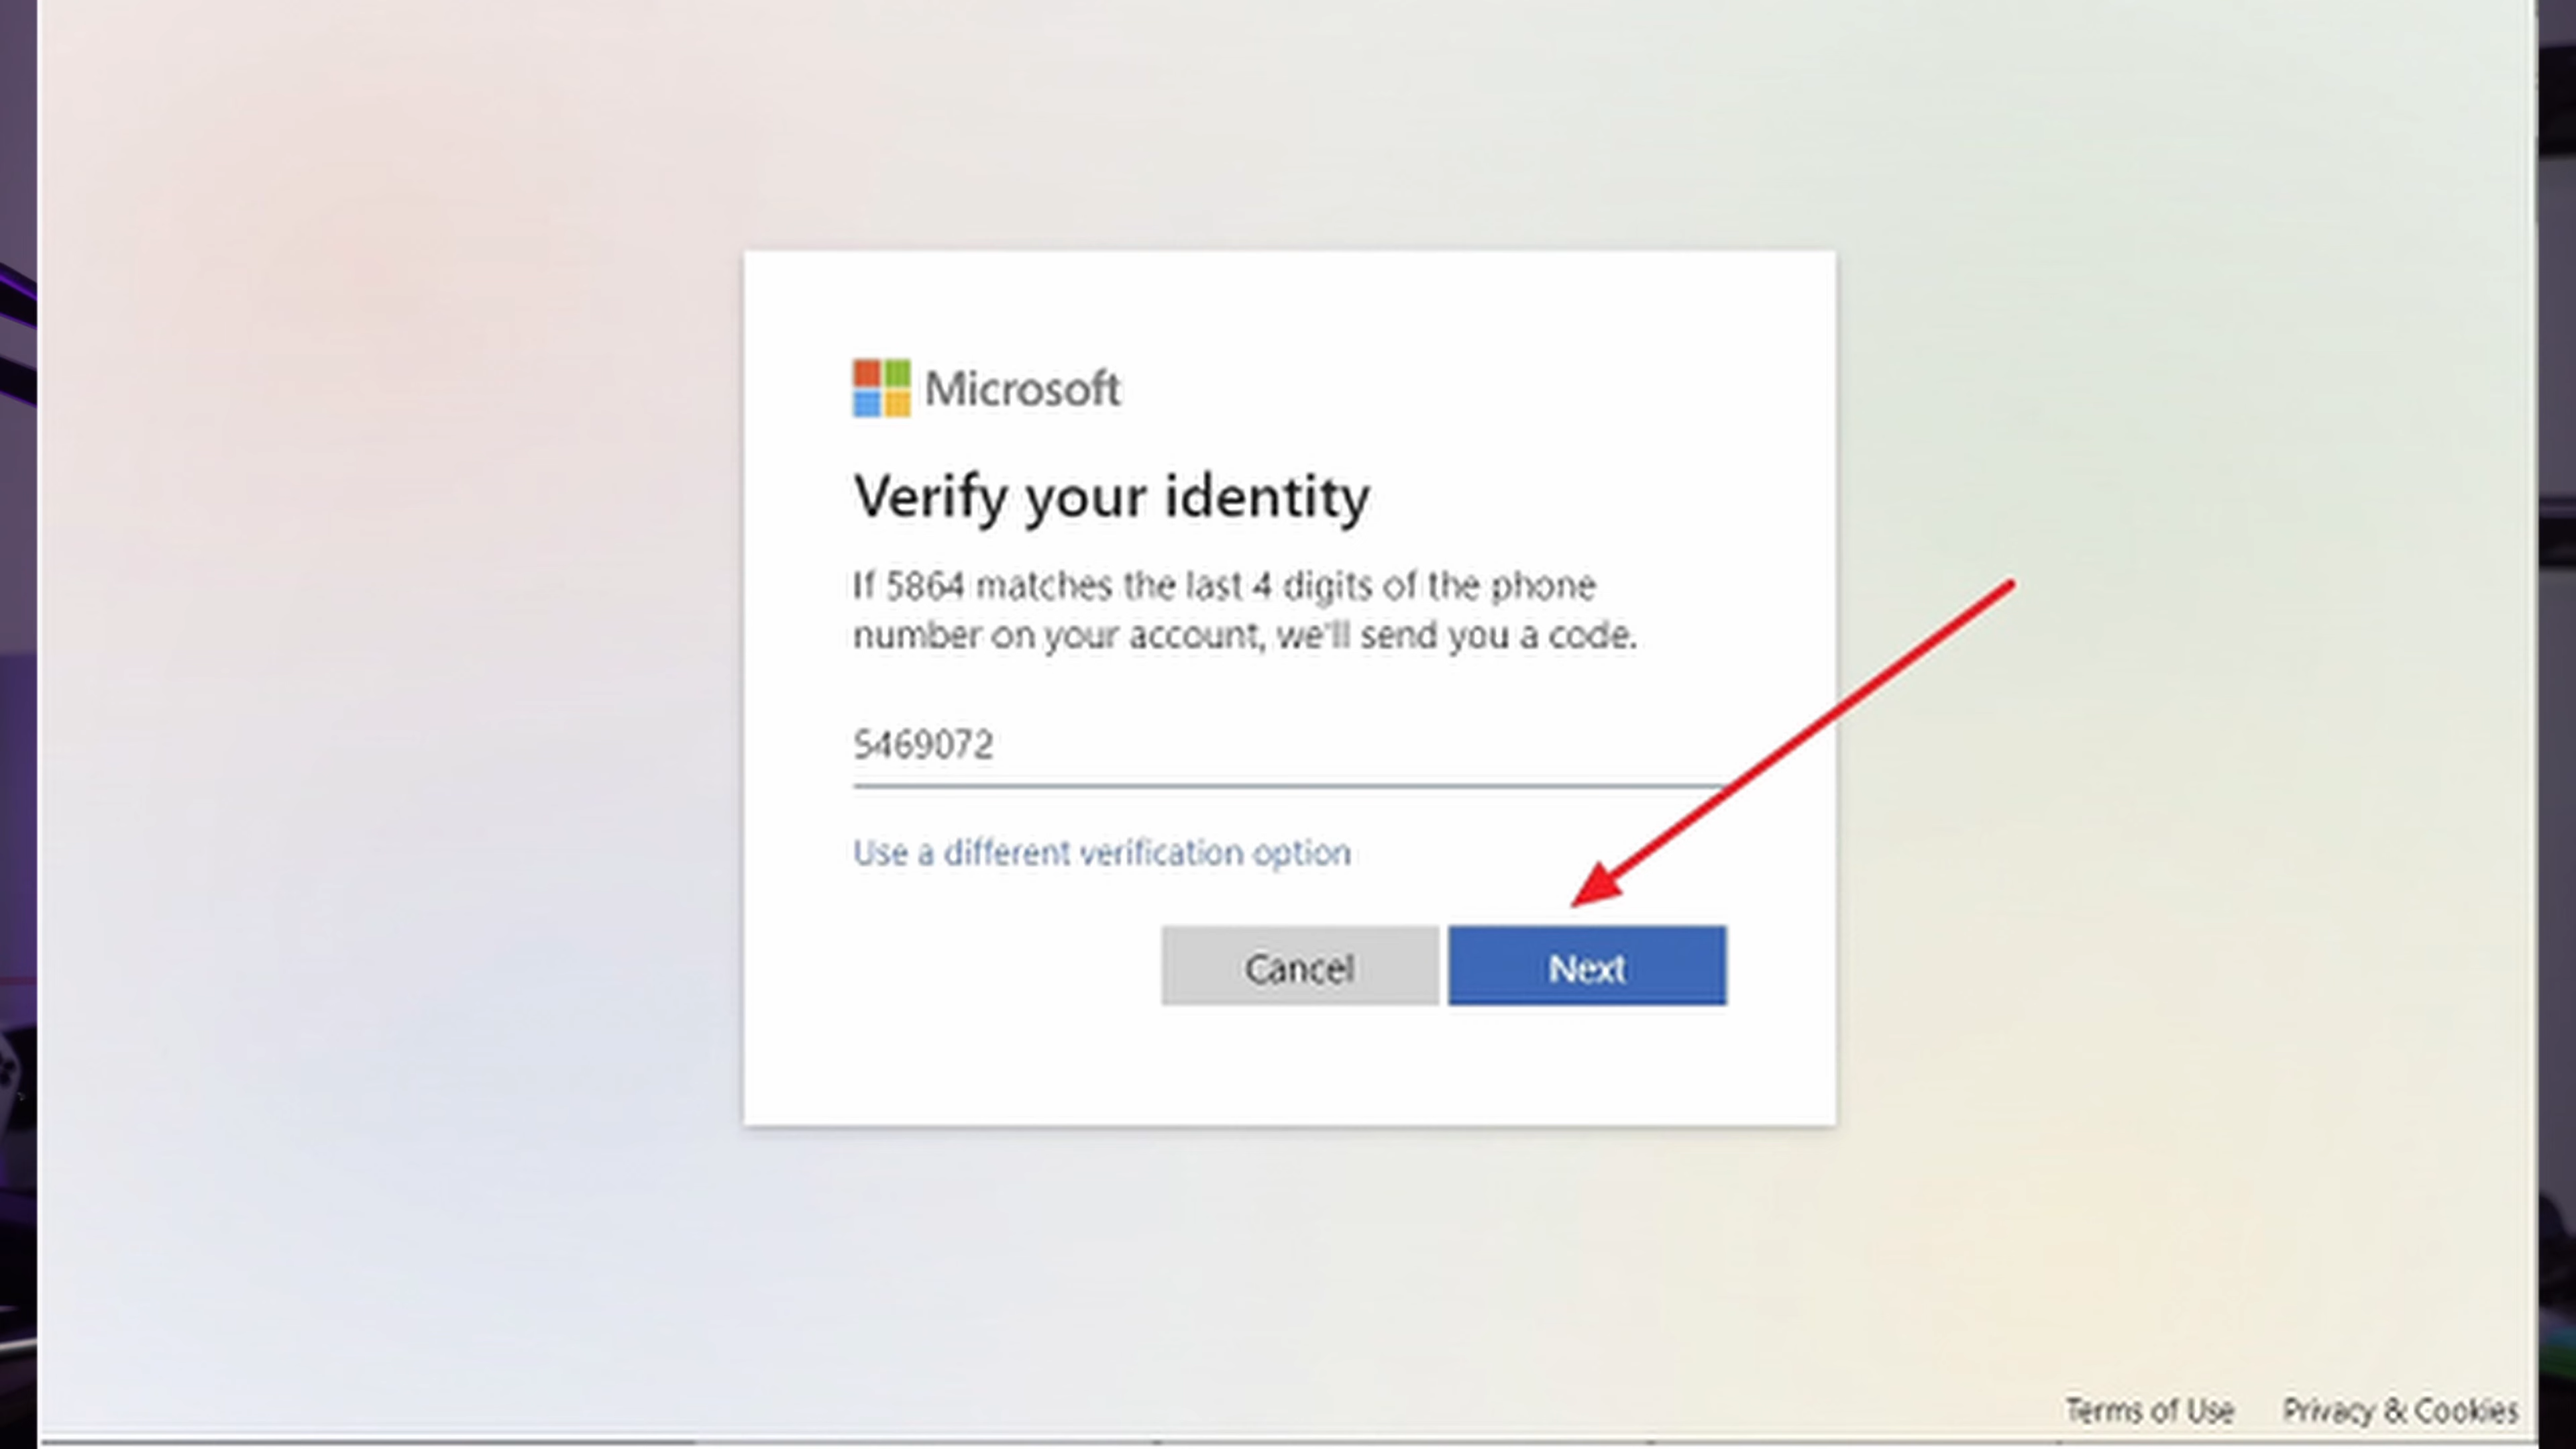 Microsoft
Verify your identity
If 5864 matches the last 4 digits of the phone
number on your account, we'll send you a code.
5469072
Use a different verification option
Cancel
Next
Terms of Use
Privacy & Cookies